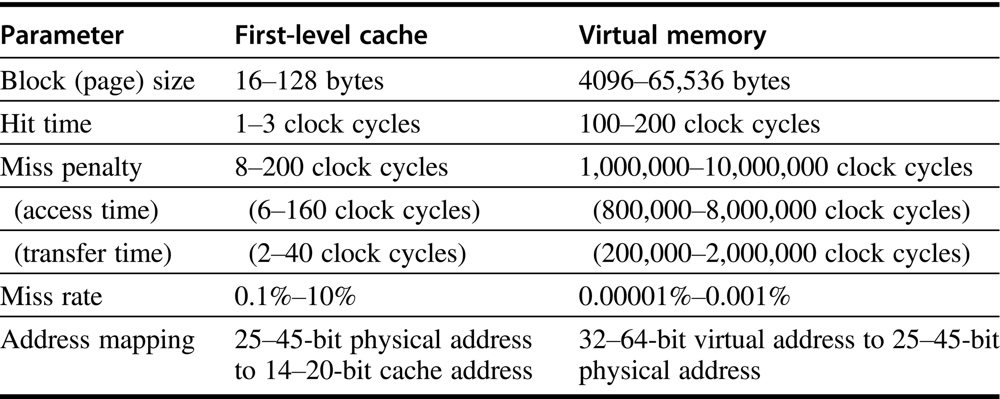 Parameter First-level cache Virtual memory
Block (page) size 16–128 bytes 4096–65,536 bytes
Hit time 1–3 clock cycles 100–200 clock cycles
Miss penalty 8–200 clock cycles 1,000,000–10,000,000 clock cycles
(access time) (6–160 clock cycles) (800,000–8,000,000 clock cycles)
(transfer time) (2–40 clock cycles) (200,000–2,000,000 clock cycles)
Miss rate 0.1%–10% 0.00001%–0.001%
Address mapping 25–45-bit physical address 32–64-bit virtual address to 25–45-bit
to 14–20-bit cache address physical address